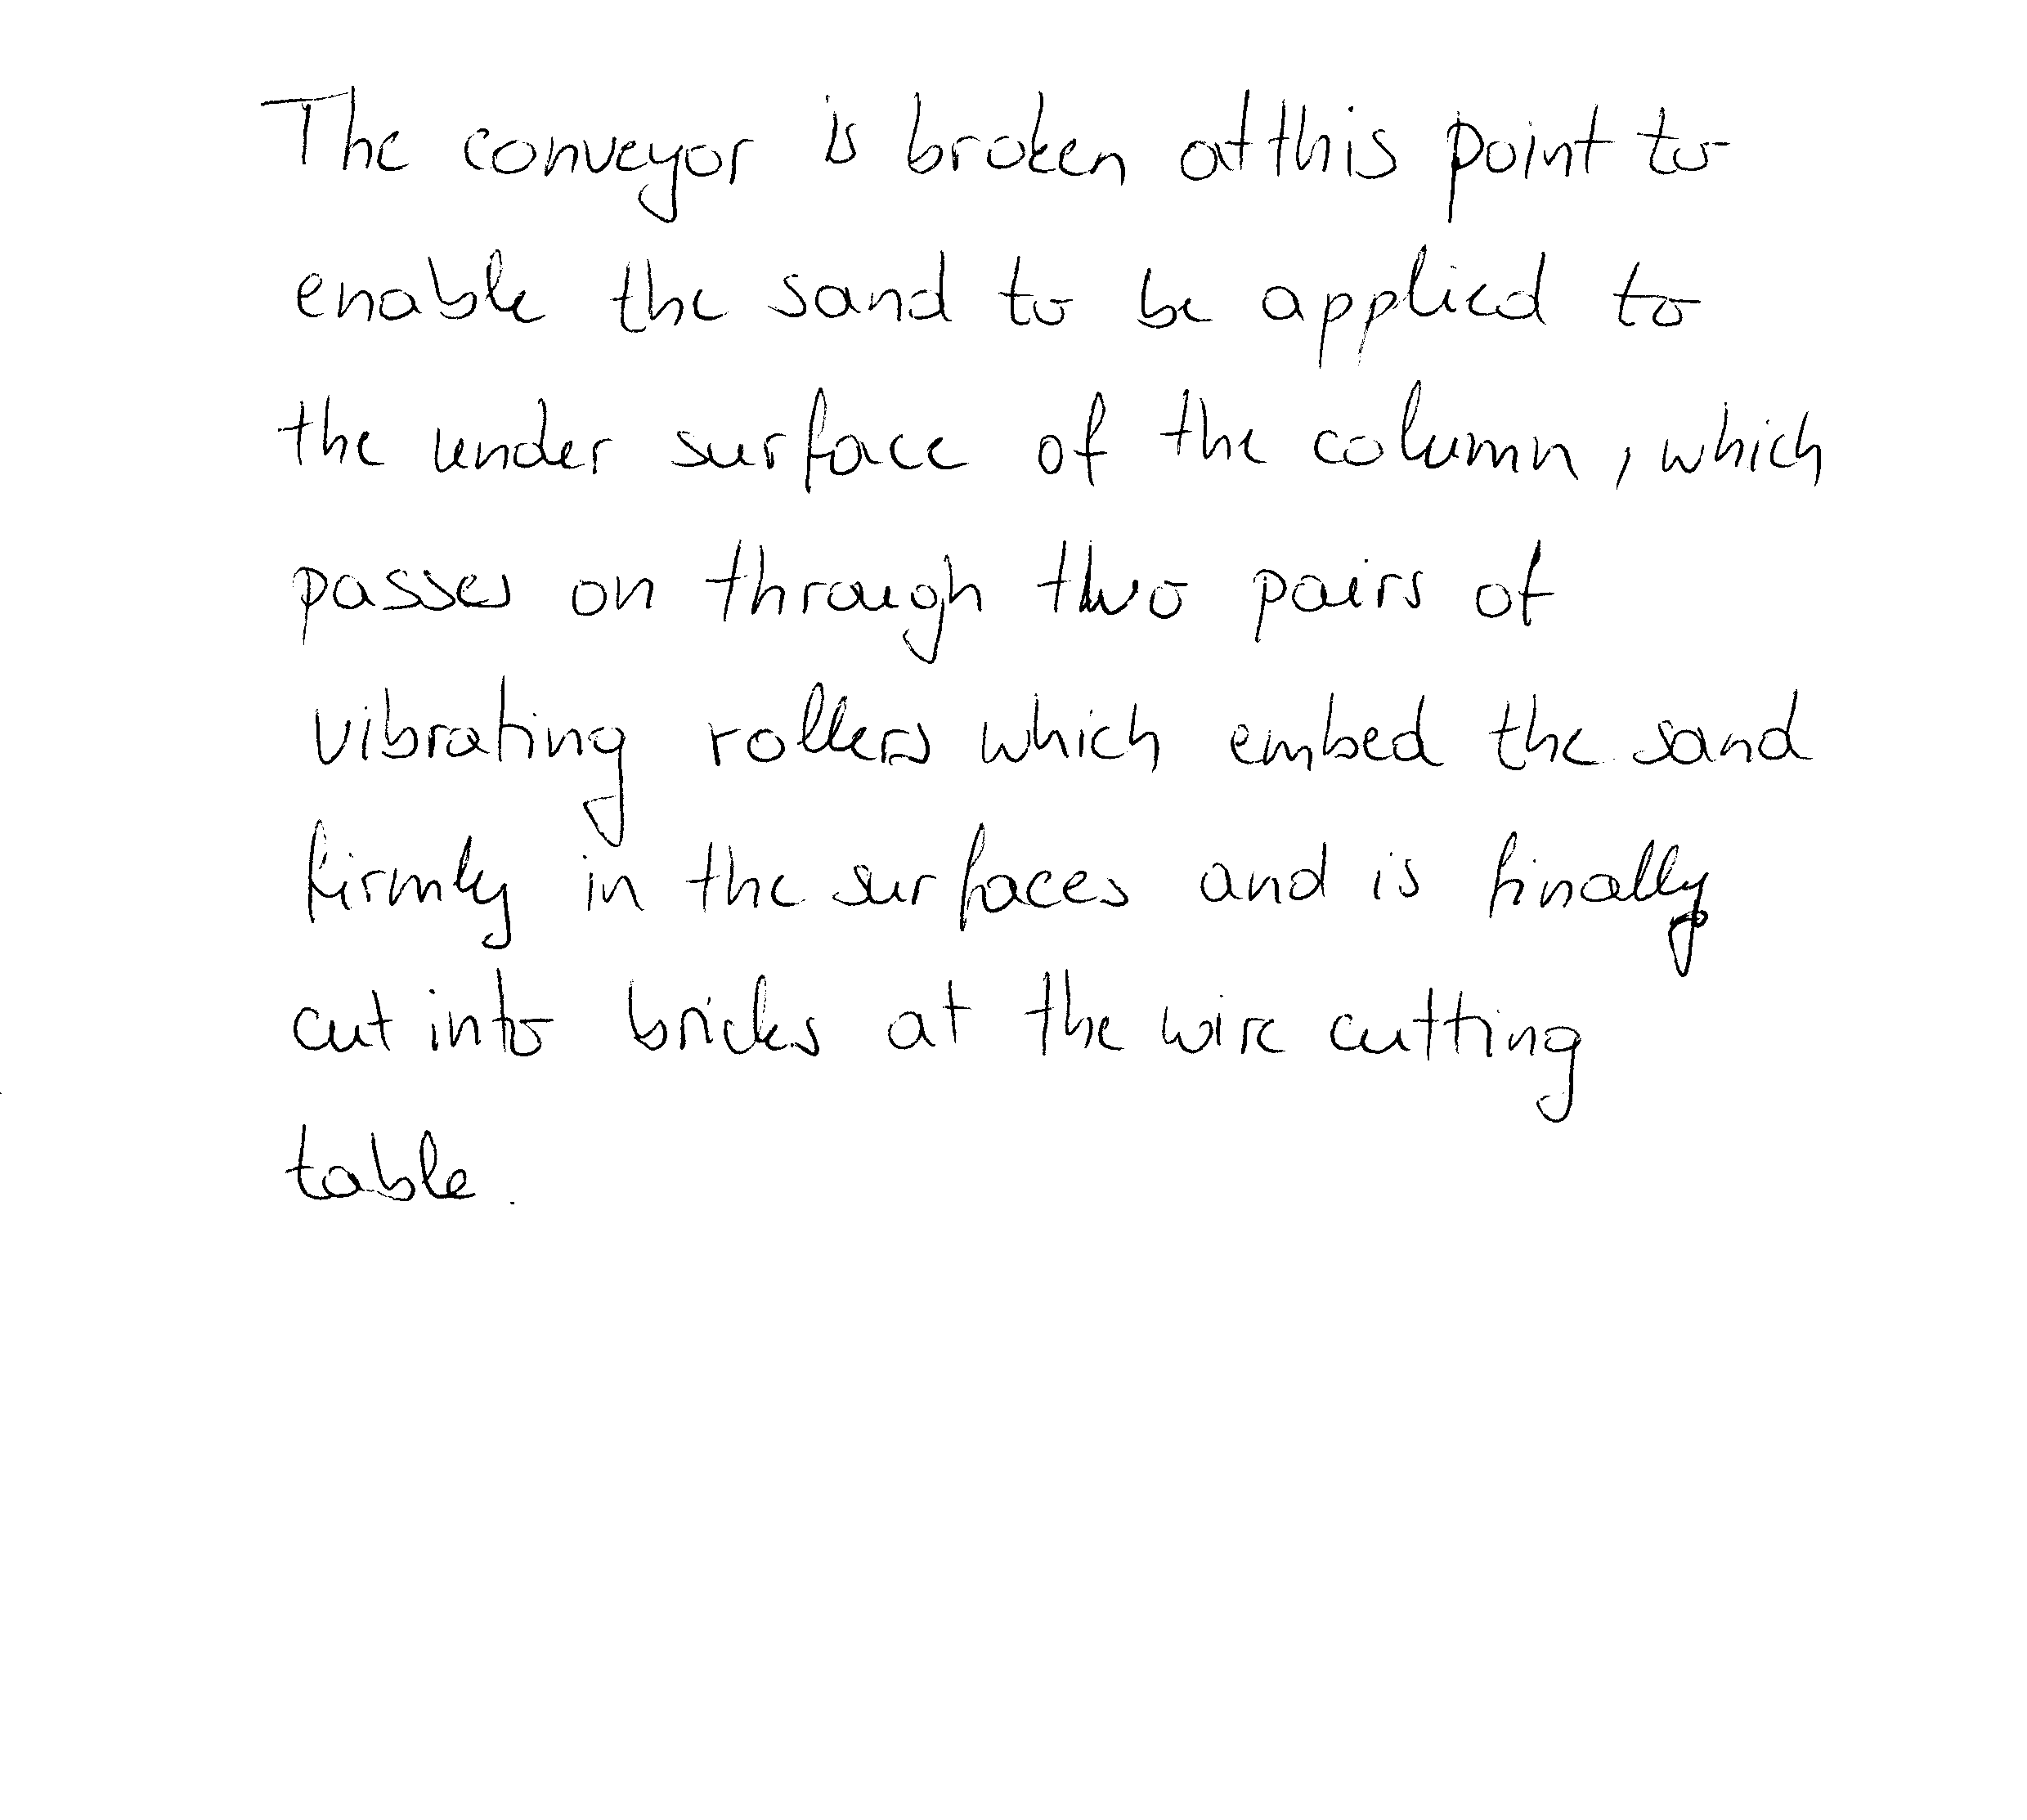 The conveyor is broken at this point to
enable the sand to be applied to
the under surface of the column, which
passes on through two pairs of
vibrating rollers which embed the sand
firmly in the surfaces and is finally
cut into bricks at the wire cutting
table.